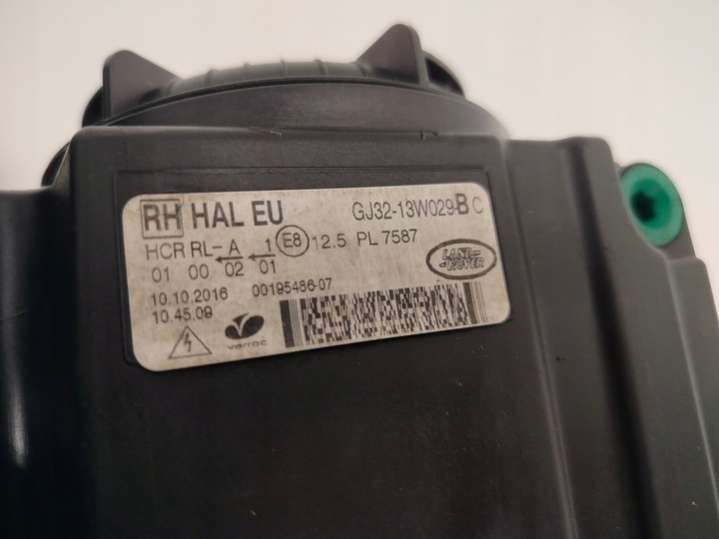 RH HAL EU GJ32-13W029-B C
HCR RL-A 1 E8 12.5 PL 7587
01 00 02 01
LAND ROVER
10.10.2016 00195486-07
10.45.09
varroc